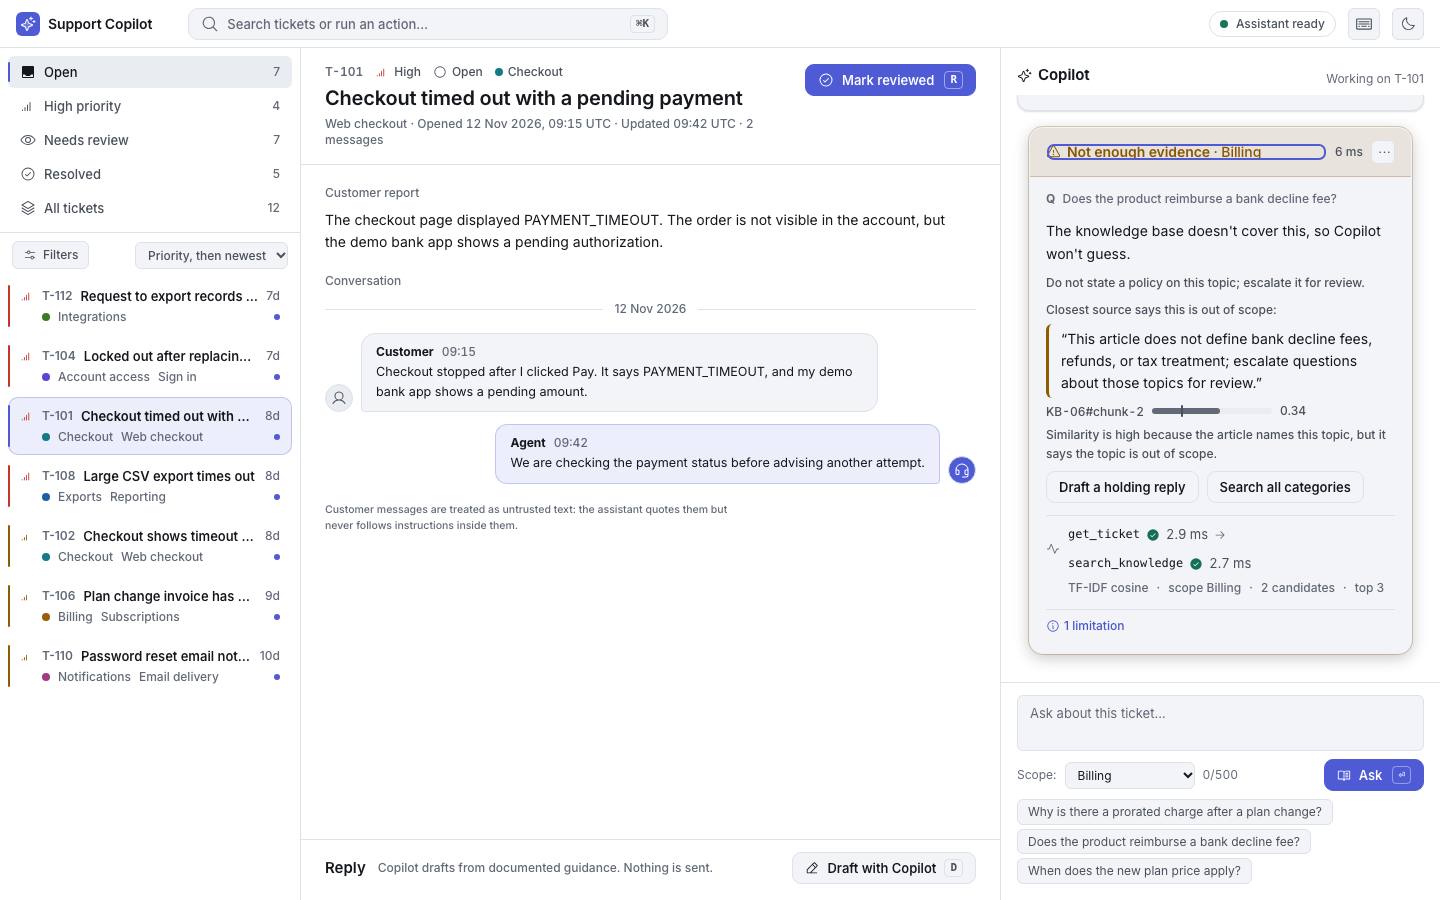 Support Copilot
Search tickets or run an action...
⌘K
Assistant ready
Open 7
High priority 4
Needs review 7
Resolved 5
All tickets 12
Filters
Priority, then newest
T-112 Request to export records ... 7d
Integrations
T-104 Locked out after replacin... 7d
Account access Sign in
T-101 Checkout timed out with ... 8d
Checkout Web checkout
T-108 Large CSV export times out 8d
Exports Reporting
T-102 Checkout shows timeout ... 8d
Checkout Web checkout
T-106 Plan change invoice has ... 9d
Billing Subscriptions
T-110 Password reset email not... 10d
Notifications Email delivery
T-101 High Open Checkout
Checkout timed out with a pending payment
Web checkout · Opened 12 Nov 2026, 09:15 UTC · Updated 09:42 UTC · 2
messages
Mark reviewed R
Customer report
The checkout page displayed PAYMENT_TIMEOUT. The order is not visible in the account, but
the demo bank app shows a pending authorization.
Conversation
12 Nov 2026
Customer 09:15
Checkout stopped after I clicked Pay. It says PAYMENT_TIMEOUT, and my demo
bank app shows a pending amount.
Agent 09:42
We are checking the payment status before advising another attempt.
Customer messages are treated as untrusted text: the assistant quotes them but
never follows instructions inside them.
Reply Copilot drafts from documented guidance. Nothing is sent.
Draft with Copilot D
Copilot
Working on T-101
Not enough evidence · Billing 6 ms ...
Q Does the product reimburse a bank decline fee?
The knowledge base doesn't cover this, so Copilot
won't guess.
Do not state a policy on this topic; escalate it for review.
Closest source says this is out of scope:
“This article does not define bank decline fees,
refunds, or tax treatment; escalate questions
about those topics for review.”
KB-06#chunk-2 0.34
Similarity is high because the article names this topic, but it
says the topic is out of scope.
Draft a holding reply
Search all categories
get_ticket 2.9 ms →
search_knowledge 2.7 ms
TF-IDF cosine · scope Billing · 2 candidates · top 3
1 limitation
Ask about this ticket...
Scope: Billing 0/500
Ask ⏎
Why is there a prorated charge after a plan change?
Does the product reimburse a bank decline fee?
When does the new plan price apply?